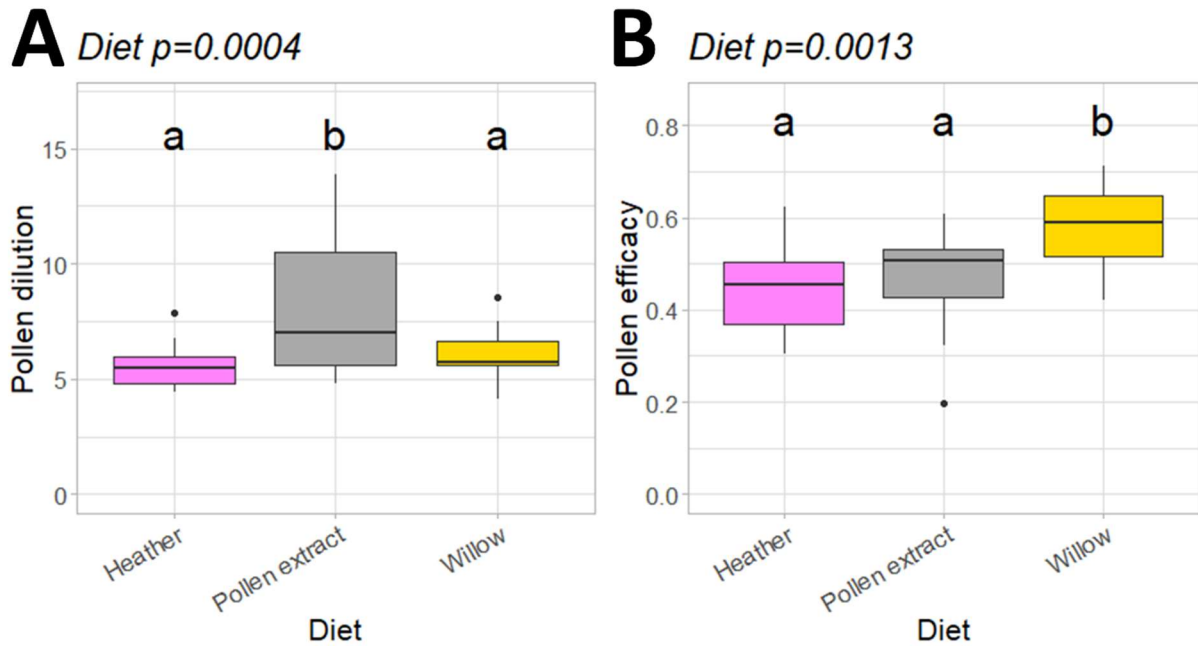 A Diet p=0.0004
a b a
15
10
5
0
Pollen dilution
Heather
Pollen extract
Willow
Diet
B Diet p=0.0013
a a b
0.8
0.6
0.4
0.2
0.0
Pollen efficacy
Heather
Pollen extract
Willow
Diet